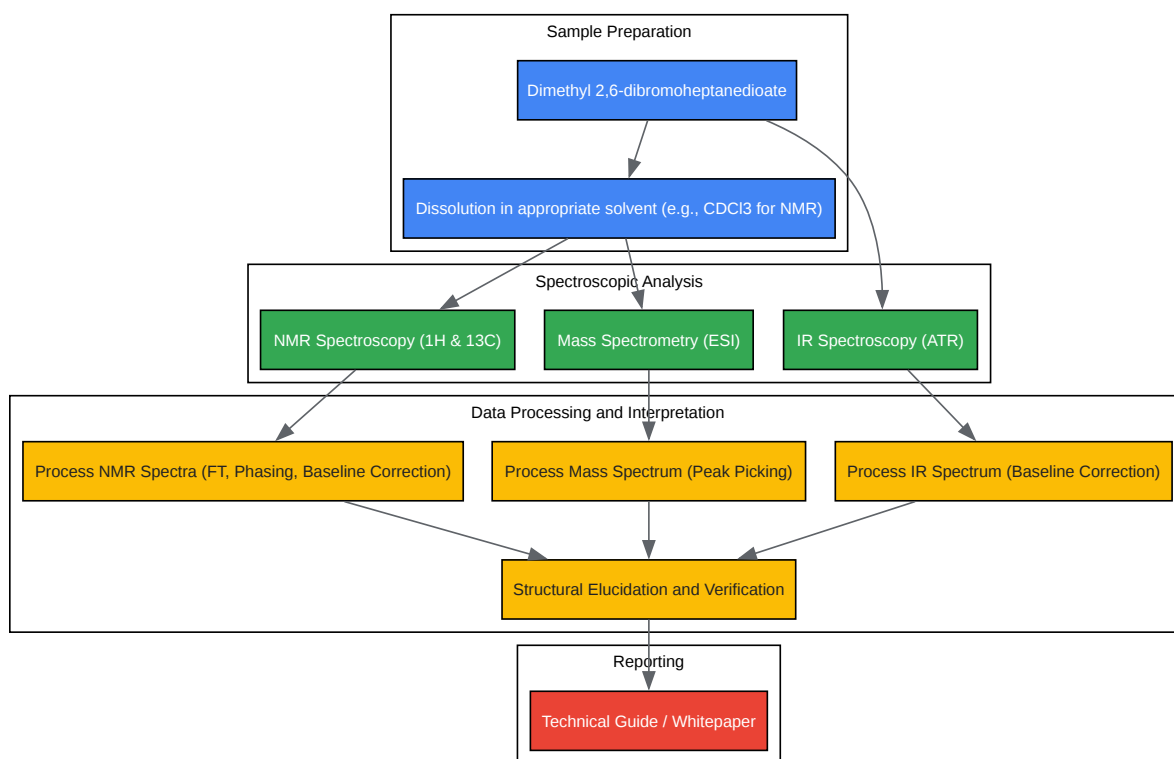 Sample Preparation
Dimethyl 2,6-dibromoheptanedioate
Dissolution in appropriate solvent (e.g., CDCl3 for NMR)
Spectroscopic Analysis
NMR Spectroscopy (1H & 13C)
Mass Spectrometry (ESI)
IR Spectroscopy (ATR)
Data Processing and Interpretation
Process NMR Spectra (FT, Phasing, Baseline Correction)
Process Mass Spectrum (Peak Picking)
Process IR Spectrum (Baseline Correction)
Structural Elucidation and Verification
Reporting
Technical Guide / Whitepaper